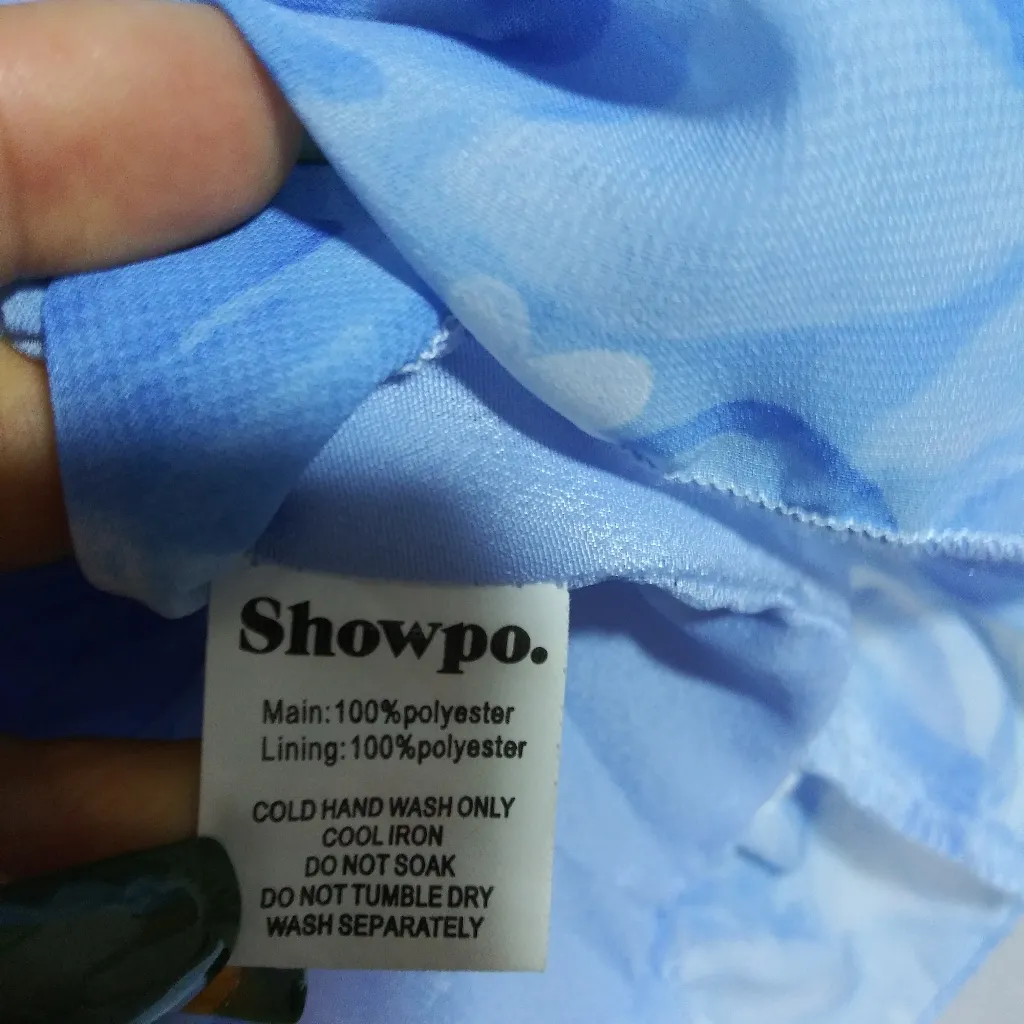 Showpo.
Main:100%polyester
Lining:100%polyester
COLD HAND WASH ONLY
COOL IRON
DO NOT SOAK
DO NOT TUMBLE DRY
WASH SEPARATELY